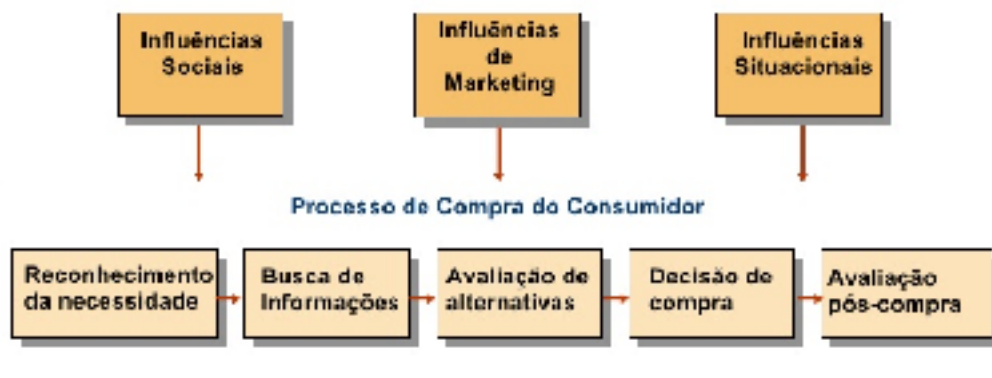 Influências
Sociais
Influências
de
Marketing
Influências
Situacionais
Processo de Compra do Consumidor
Reconhecimento
da necessidade
Busca de
Informações
Avaliação de
alternativas
Decisão de
compra
Avaliação
pós-compra